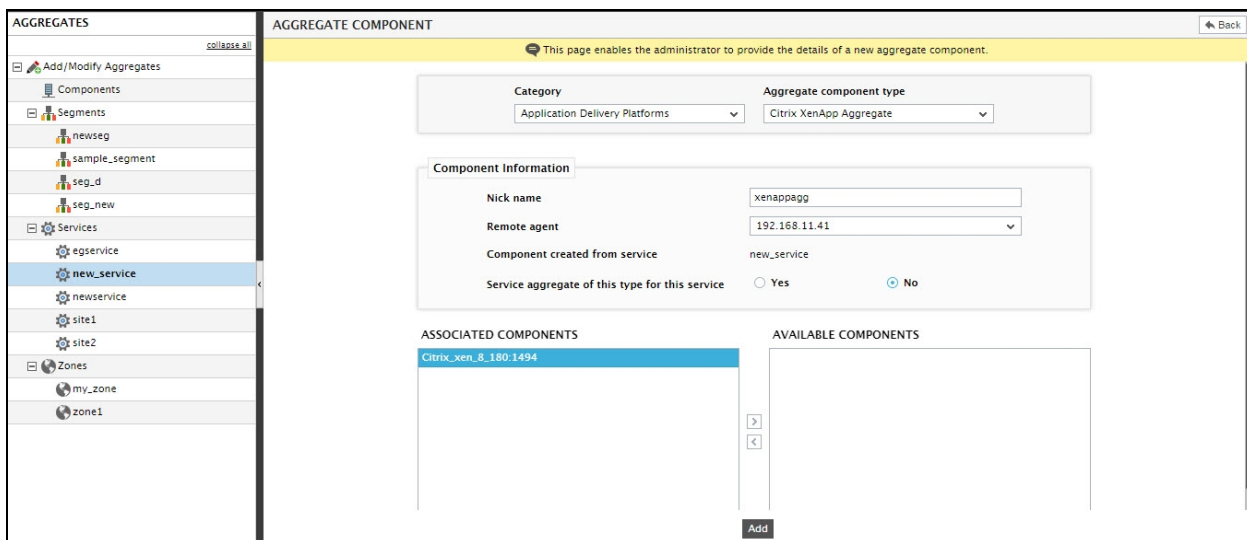 AGGREGATES
collapse all
Add/Modify Aggregates
Components
Segments
newseg
sample_segment
seg_d
seg_new
Services
egservice
new_service
newservice
site1
site2
Zones
my_zone
zone1
AGGREGATE COMPONENT
Back
This page enables the administrator to provide the details of a new aggregate component.
Category
Aggregate component type
Application Delivery Platforms
Citrix XenApp Aggregate
Component Information
Nick name
xenappagg
Remote agent
192.168.11.41
Component created from service
new_service
Service aggregate of this type for this service
Yes
No
ASSOCIATED COMPONENTS
AVAILABLE COMPONENTS
Citrix_xen_8_180:1494
Add